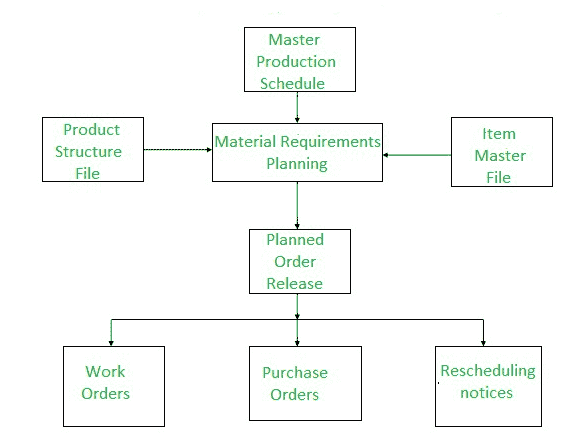 Master
Production
Schedule
Product
Structure
File
Material Requirements
Planning
Item
Master
File
Planned
Order
Release
Work
Orders
Purchase
Orders
Rescheduling
notices